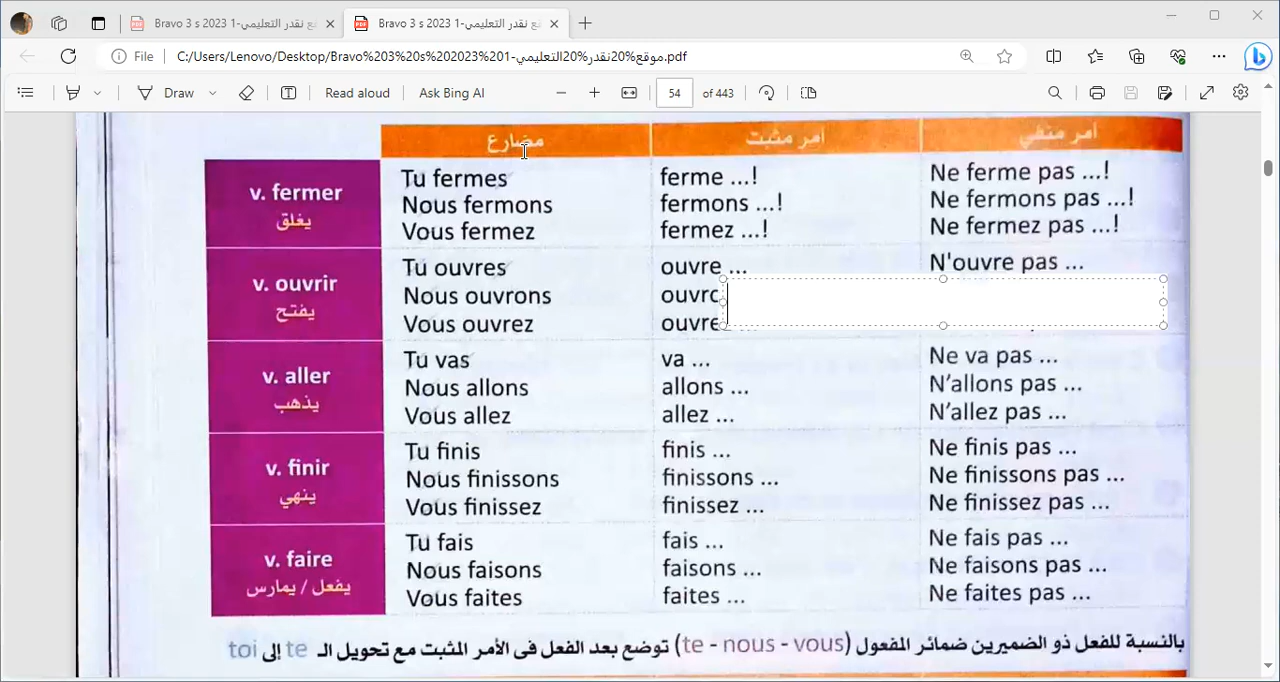 Bravo 3 s 2023 1-نقدر التعليمي
Bravo 3 s 2023 1-نقدر التعليمي
File
C:/Users/Lenovo/Desktop/Bravo%203%20s%202023%201-موقع%20نقدر%20التعليمي.pdf
Draw
Read aloud
Ask Bing AI
54 of 443
مضارع أمر مثبت أمر منفي
v. fermer
يغلق
Tu fermes ferme ...! Ne ferme pas ...!
Nous fermons fermons ...! Ne fermons pas ...!
Vous fermez fermez ...! Ne fermez pas ...!
v. ouvrir
يفتح
Tu ouvres ouvre ... N'ouvre pas ...
Nous ouvrons
Vous ouvrez
v. aller
يذهب
Tu vas va ... Ne va pas ...
Nous allons allons ... N'allons pas ...
Vous allez allez ... N'allez pas ...
v. finir
ينهي
Tu finis finis ... Ne finis pas ...
Nous finissons finissons ... Ne finissons pas ...
Vous finissez finissez ... Ne finissez pas ...
v. faire
يفعل / يمارس
Tu fais fais ... Ne fais pas ...
Nous faisons faisons ... Ne faisons pas ...
Vous faites faites ... Ne faites pas ...
بالنسبة للفعل ذو الضميرين ضمائر المفعول (te - nous - vous) توضع بعد الفعل فى الأمر المثبت مع تحويل الـ te إلى toi